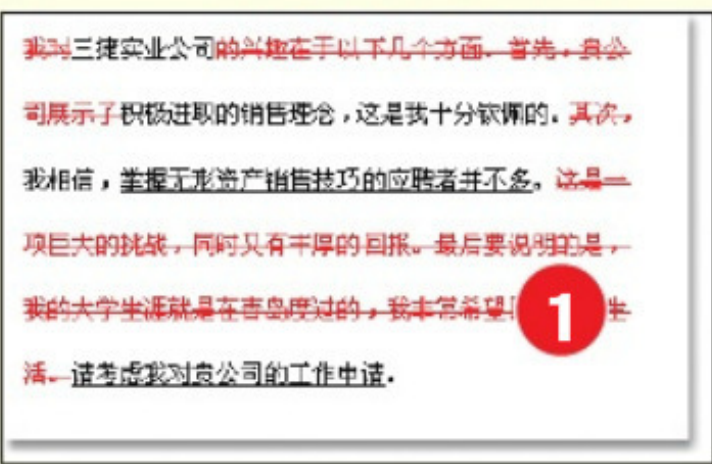 我对三捷实业公司的兴趣在于以下几个方面。首先，贵公
司展示了积极进取的销售理念，这是我十分钦佩的。其次，
我相信，掌握无形资产销售技巧的应聘者并不多。这是一
项巨大的挑战，同时又有丰厚的回报。最后要说明的是，
我的大学生涯就是在青岛度过的，我非常希望 生
活。请考虑我对贵公司的工作申请。
1